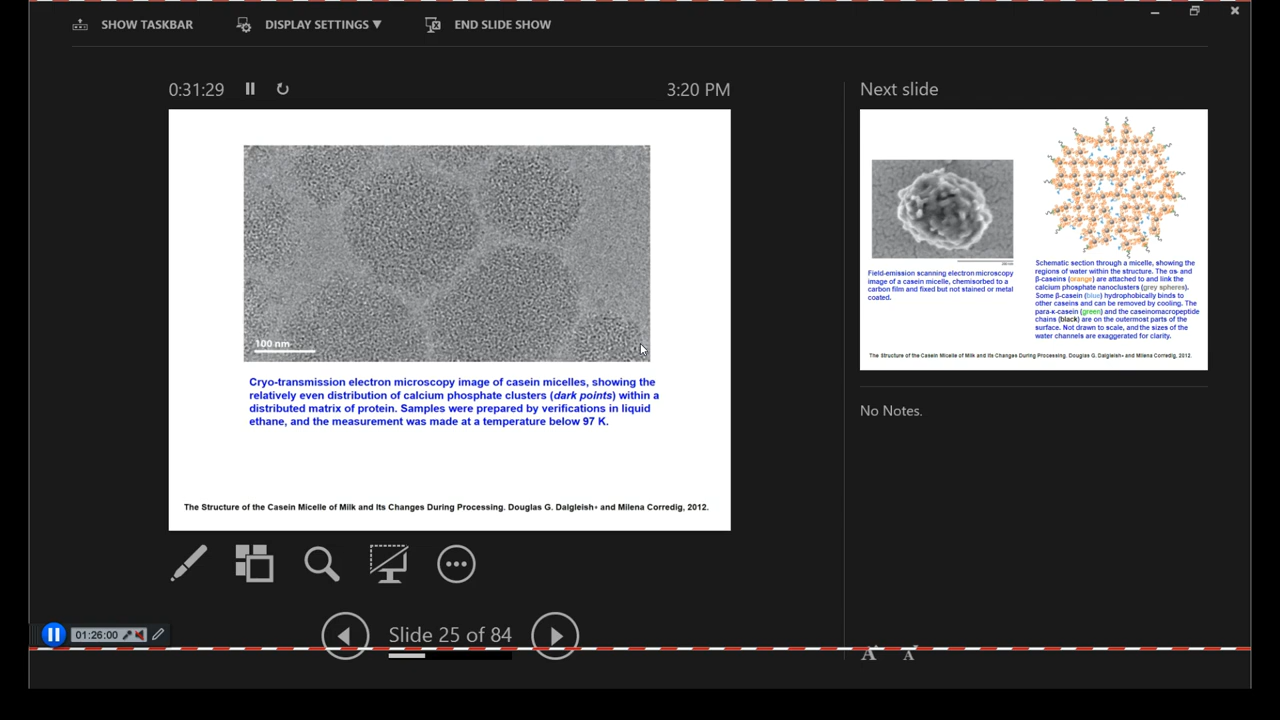 SHOW TASKBAR
DISPLAY SETTINGS ▼
END SLIDE SHOW
0:31:29
3:20 PM
100 nm
Cryo-transmission electron microscopy image of casein micelles, showing the
relatively even distribution of calcium phosphate clusters (dark points) within a
distributed matrix of protein. Samples were prepared by verifications in liquid
ethane, and the measurement was made at a temperature below 97 K.
The Structure of the Casein Micelle of Milk and Its Changes During Processing. Douglas G. Dalgleish∗ and Milena Corredig, 2012.
Slide 25 of 84
01:26:00
Next slide
Field-emission scanning electron microscopy
image of a casein micelle, chemisorbed to a
carbon film and fixed but not stained or metal
coated.
Schematic section through a micelle, showing the
regions of water within the structure. The αs- and
β-caseins (orange) are attached to and link the
calcium phosphate nanoclusters (grey spheres).
Some β-casein (blue) hydrophobically binds to
other caseins and can be removed by cooling. The
para-κ-casein (green) and the caseinomacropeptide
chains (black) are on the outermost parts of the
surface. Not drawn to scale, and the sizes of the
water channels are exaggerated for clarity.
The Structure of the Casein Micelle of Milk and Its Changes During Processing. Douglas G. Dalgleish∗ and Milena Corredig, 2012.
No Notes.
A A